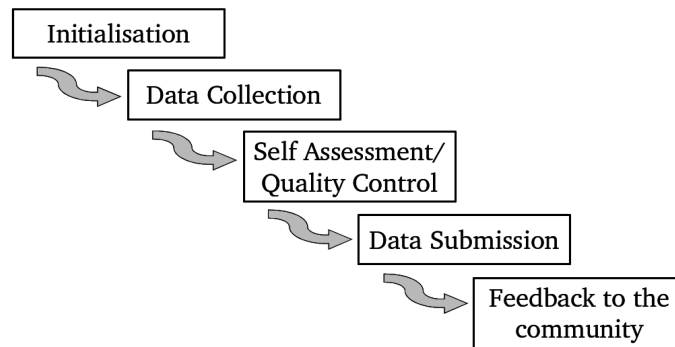 Initialisation
Data Collection
Self Assessment/
Quality Control
Data Submission
Feedback to the
community